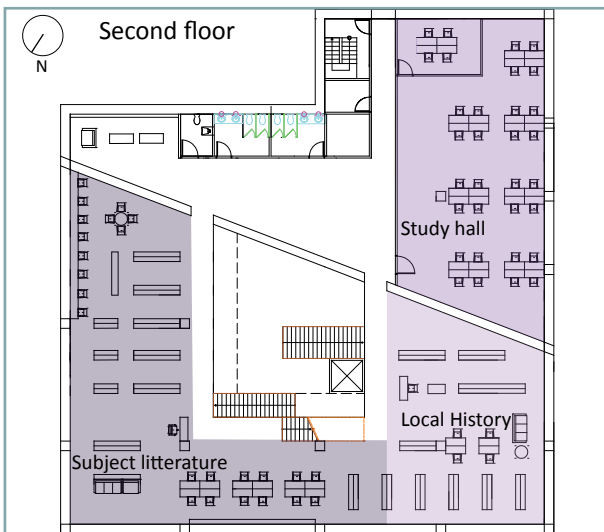 Second floor
N
Study hall
Local History
Subject litterature